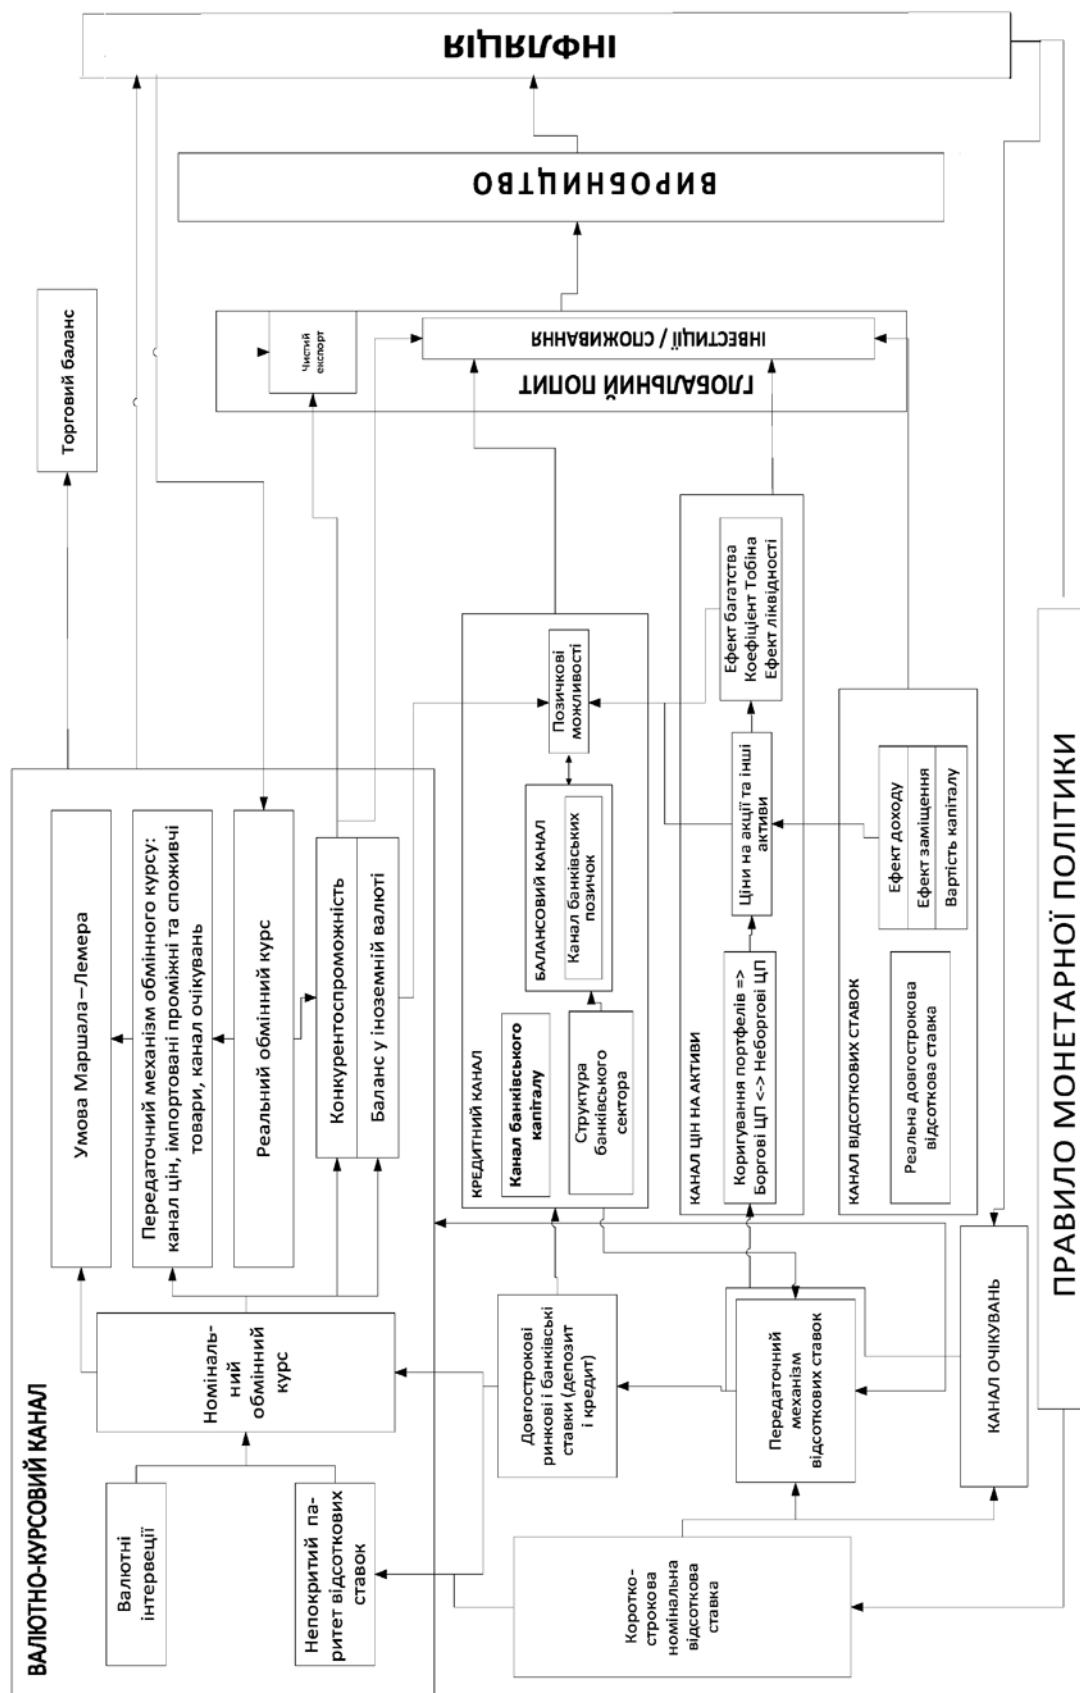 ВАЛЮТНО-КУРСОВИЙ КАНАЛ
Валютні
інтервеції
Непокритий па-
ритет відсоткових
ставок
Номіналь-
ний
обмінний
курс
Умова Маршала–Лемера
Передаточний механізм обмінного курсу:
канал цін, імпортовані проміжні та споживчі
товари, канал очікувань
Реальний обмінний курс
Конкурентоспроможність
Баланс у іноземній валюті
Торговий баланс
Коротко-
строкова
номінальна
відсоткова
ставка
Довгострокові
ринкові і банківські
ставки (депозит
і кредит)
Передаточний
механізм
відсоткових ставок
КАНАЛ ОЧІКУВАНЬ
КРЕДИТНИЙ КАНАЛ
Канал банківського
капіталу
Структура
банківського
сектора
БАЛАНСОВИЙ КАНАЛ
Канал банківських
позичок
Позичкові
можливості
КАНАЛ ЦІН НА АКТИВИ
Коригування портфелів =>
Боргові ЦП <-> Неборгові ЦП
Ціни на акції та інші
активи
Ефект багатства
Коефіцієнт Тобіна
Ефект ліквідності
КАНАЛ ВІДСОТКОВИХ СТАВОК
Реальна довгострокова
відсоткова ставка
Ефект доходу
Ефект заміщення
Вартість капіталу
Чистий
експорт
ІНВЕСТИЦІЇ / СПОЖИВАННЯ
ГЛОБАЛЬНИЙ ПОПИТ
ВИРОБНИЦТВО
ІНФЛЯЦІЯ
ПРАВИЛО МОНЕТАРНОЇ ПОЛІТИКИ